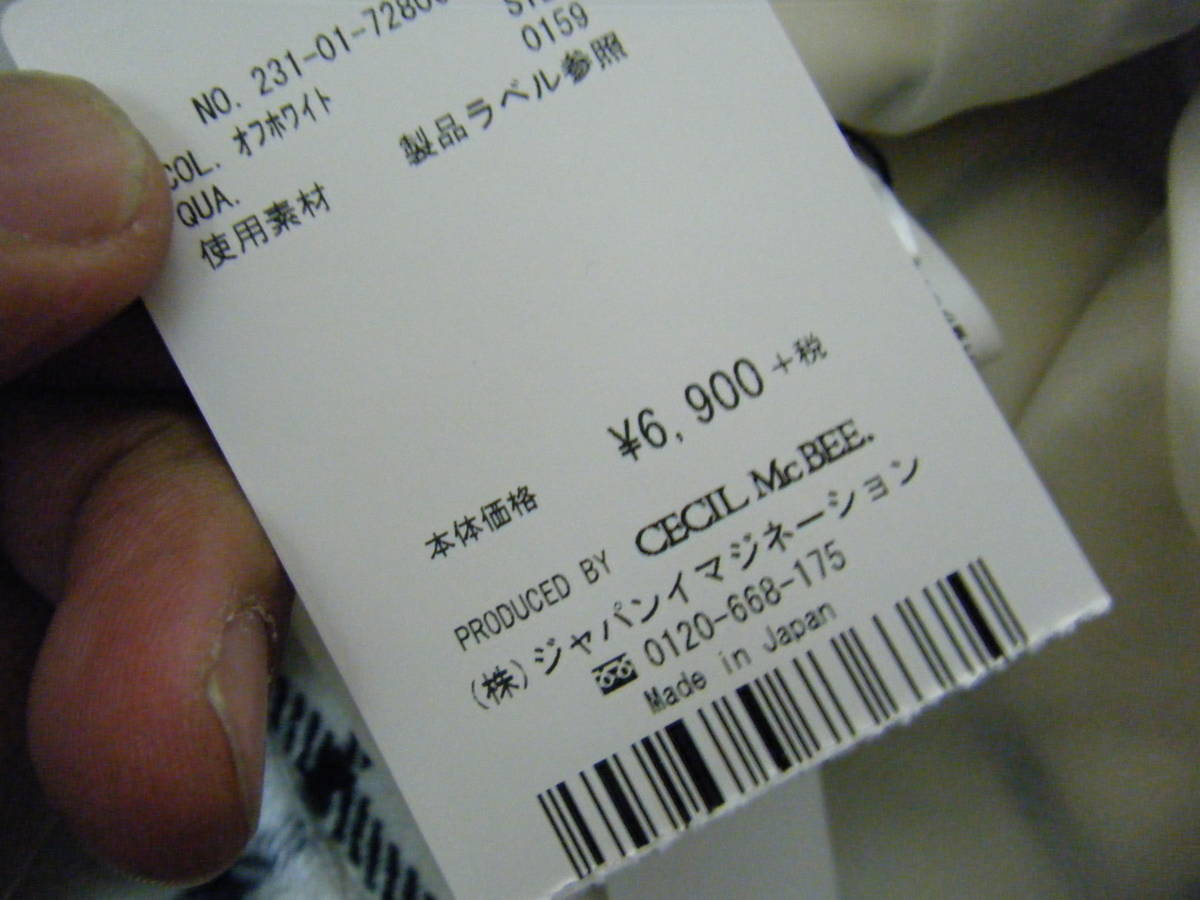 NO. 231-01-7280
0159
COL. オフホワイト
QUA.
製品ラベル参照
使用素材
本体価格 ¥6,900+税
PRODUCED BY CECIL McBEE.
(株)ジャパンイマジネーション
0120-668-175
Made in Japan